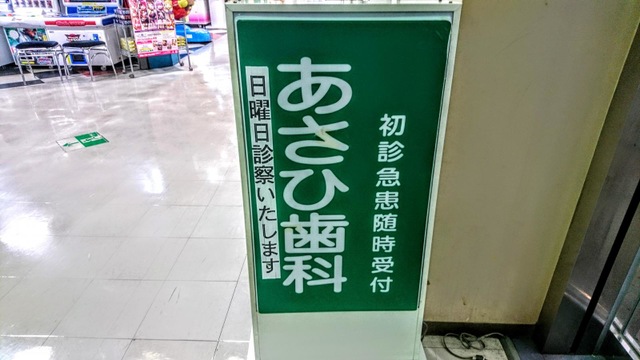 初診急患随時受付
あさひ歯科
日曜日診察いたします